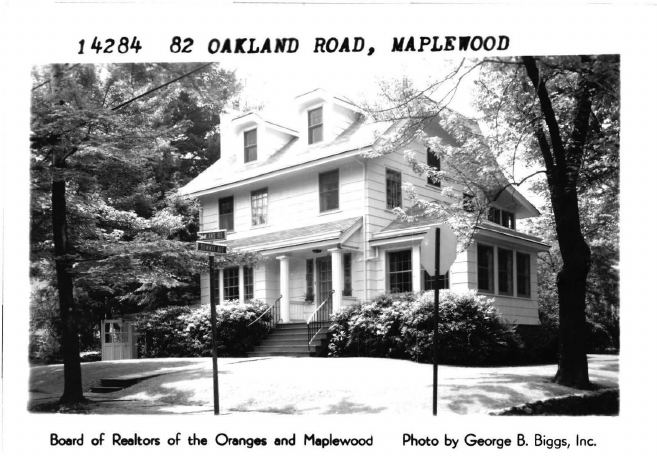 14284 82 OAKLAND ROAD, MAPLEWOOD
Board of Realtors of the Oranges and Maplewood Photo by George B. Biggs, Inc.